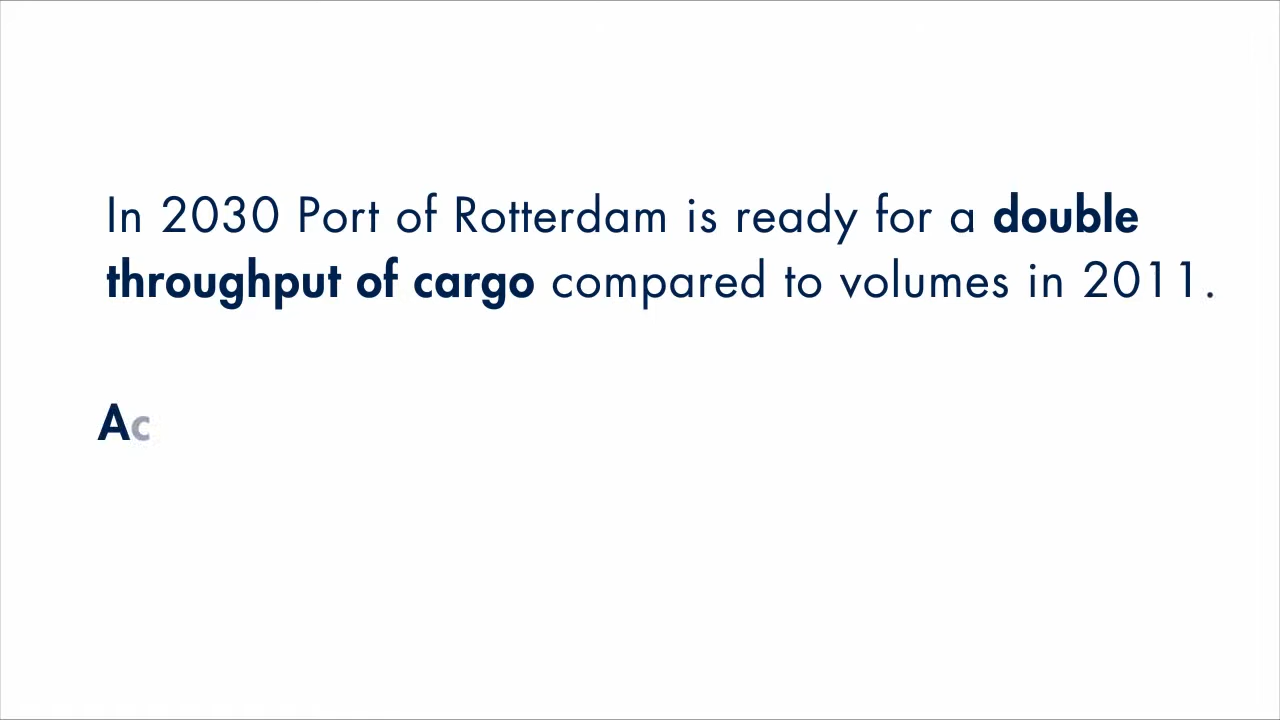 In 2030 Port of Rotterdam is ready for a double
throughput of cargo compared to volumes in 2011.
Ac